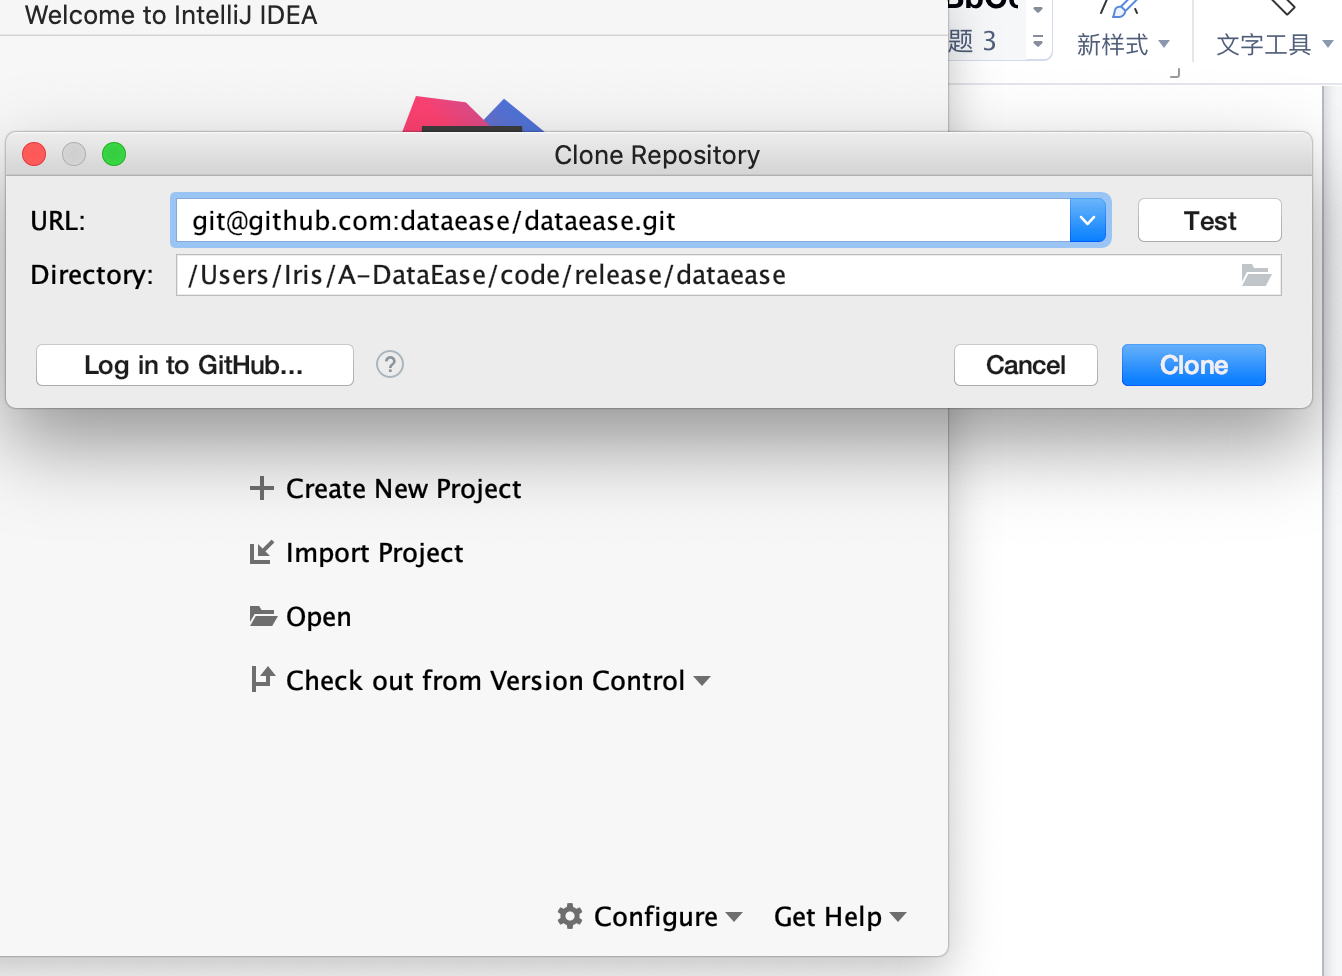 Welcome to IntelliJ IDEA
题 3
新样式
文字工具
Clone Repository
URL:
git@github.com:dataease/dataease.git
Test
Directory:
/Users/Iris/A-DataEase/code/release/dataease
Log in to GitHub...
?
Cancel
Clone
Create New Project
Import Project
Open
Check out from Version Control
Configure
Get Help